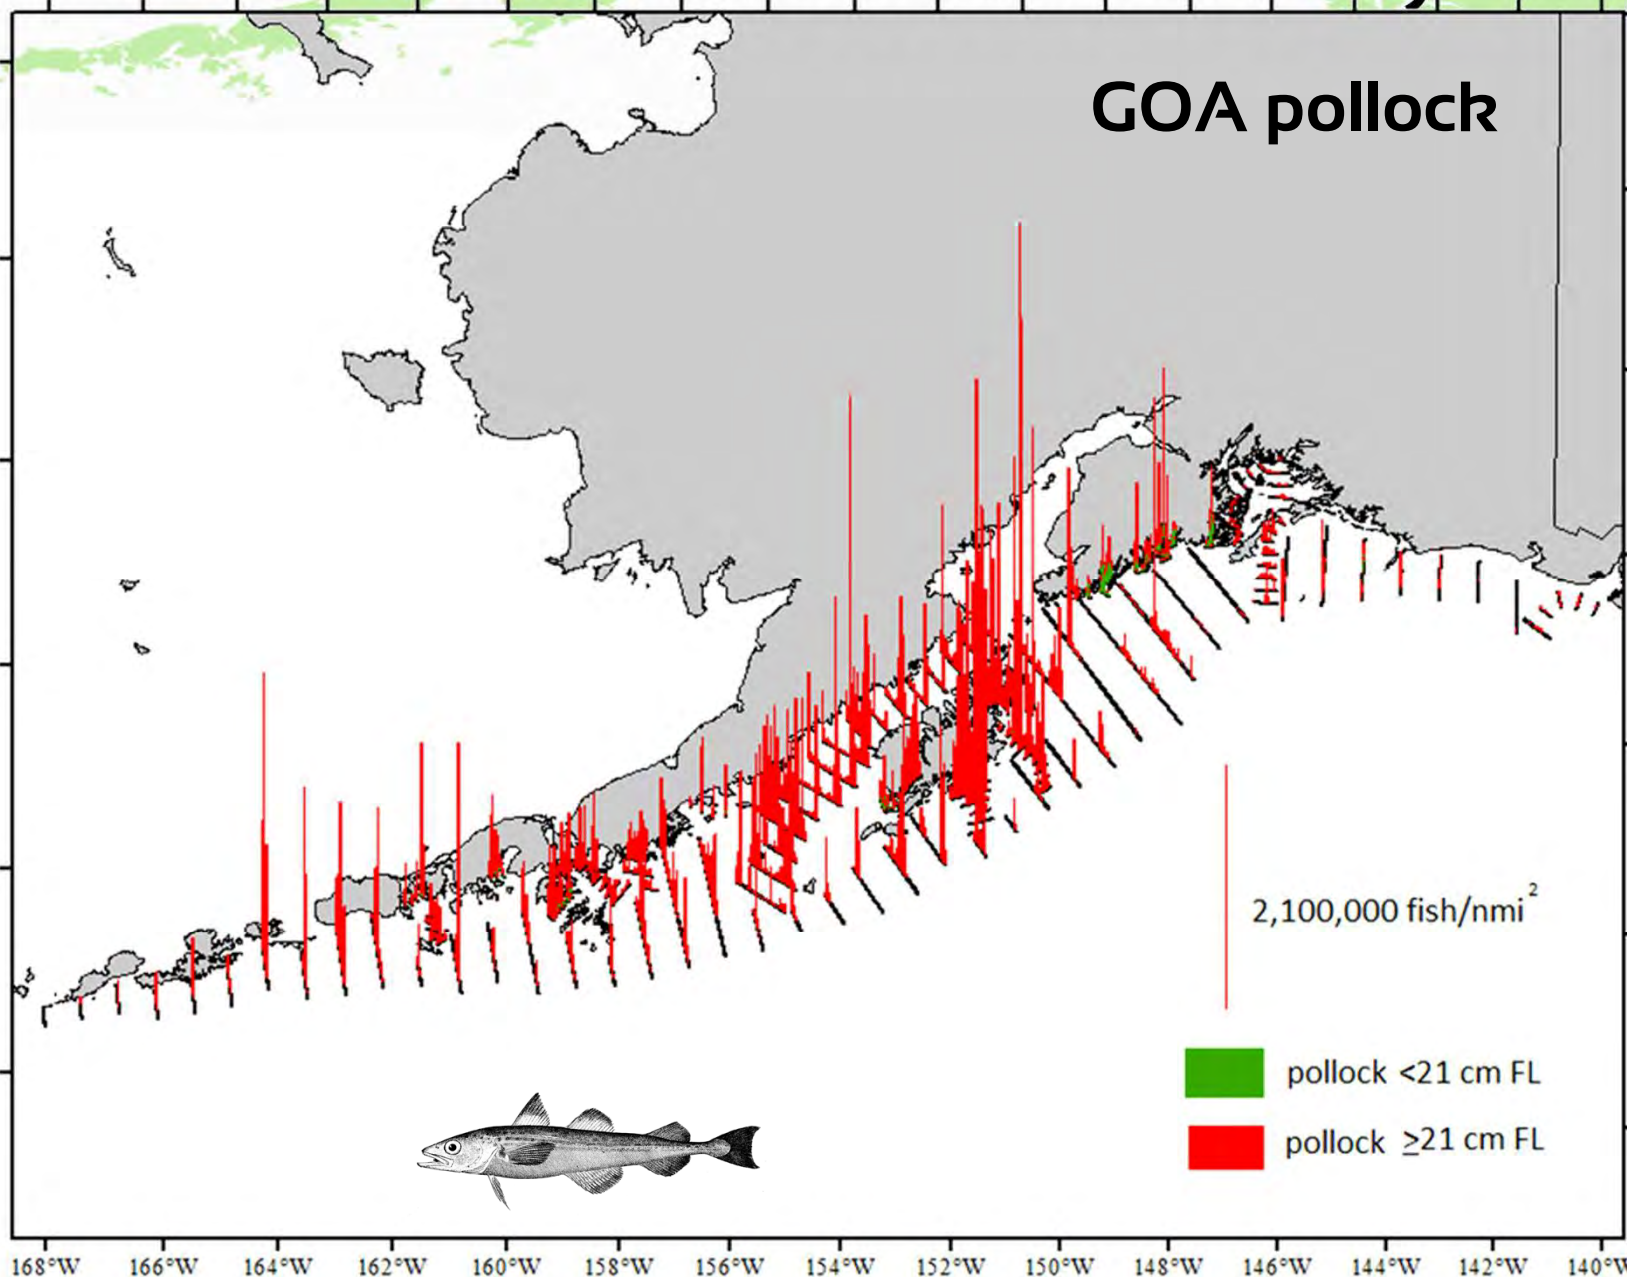 GOA pollock
2,100,000 fish/nmi²
pollock <21 cm FL
pollock ≥21 cm FL
168°W 166°W 164°W 162°W 160°W 158°W 156°W 154°W 152°W 150°W 148°W 146°W 144°W 142°W 140°W